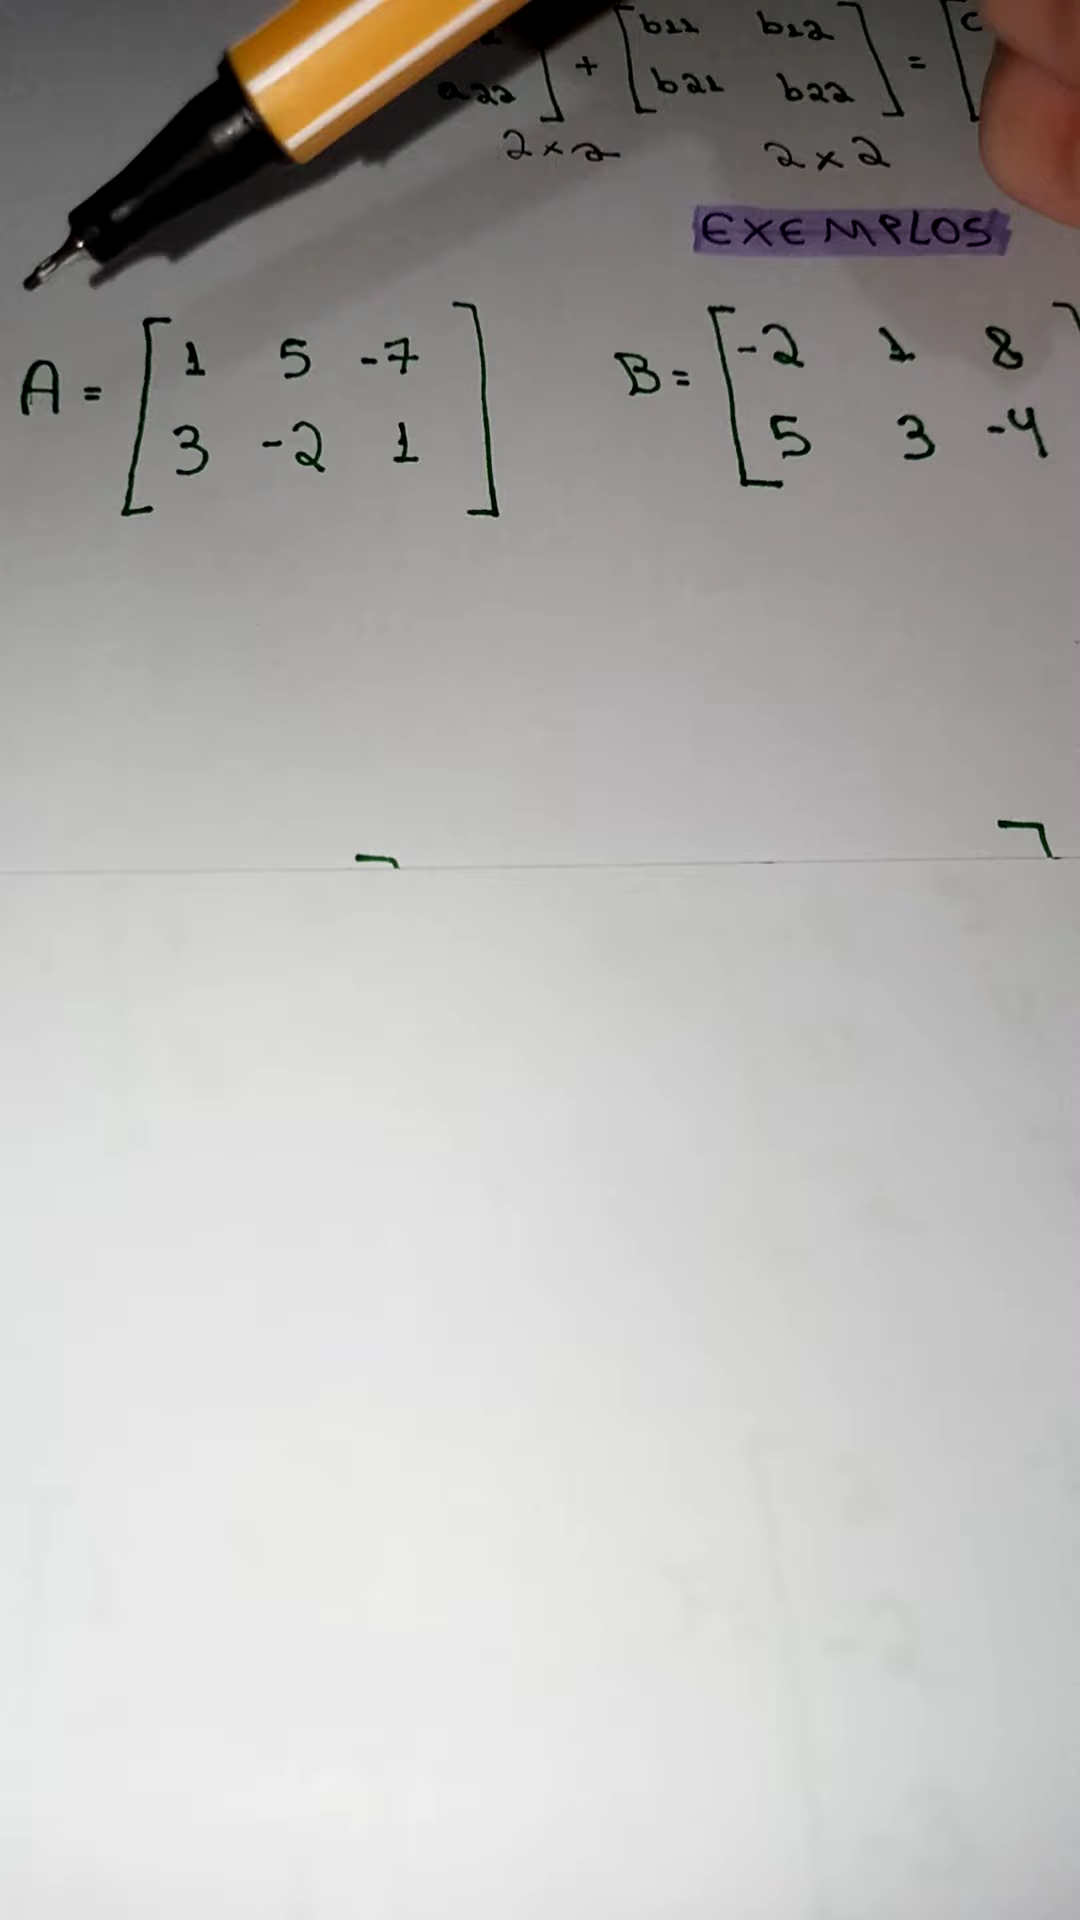 a22 ] + [ b11 b12
b21 b22 ] = [ c
2x2 2x2
EXEMPLOS
A = [ 1 5 -7
3 -2 1 ]
B = [ -2 1 8
5 3 -4